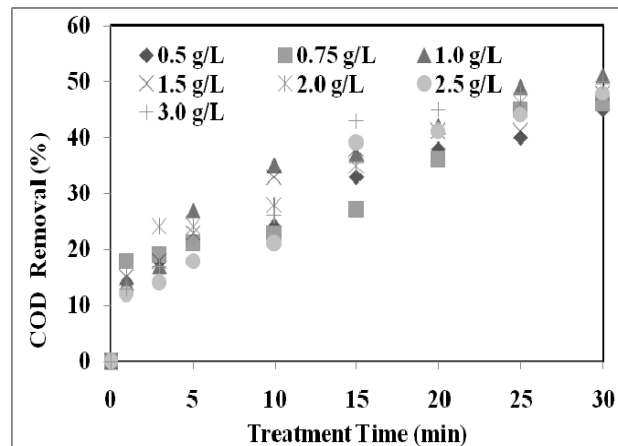 60
0.5 g/L 0.75 g/L 1.0 g/L
50
1.5 g/L 2.0 g/L 2.5 g/L
3.0 g/L
40
30
20
10
0
COD Removal (%)
0 5 10 15 20 25 30
Treatment Time (min)